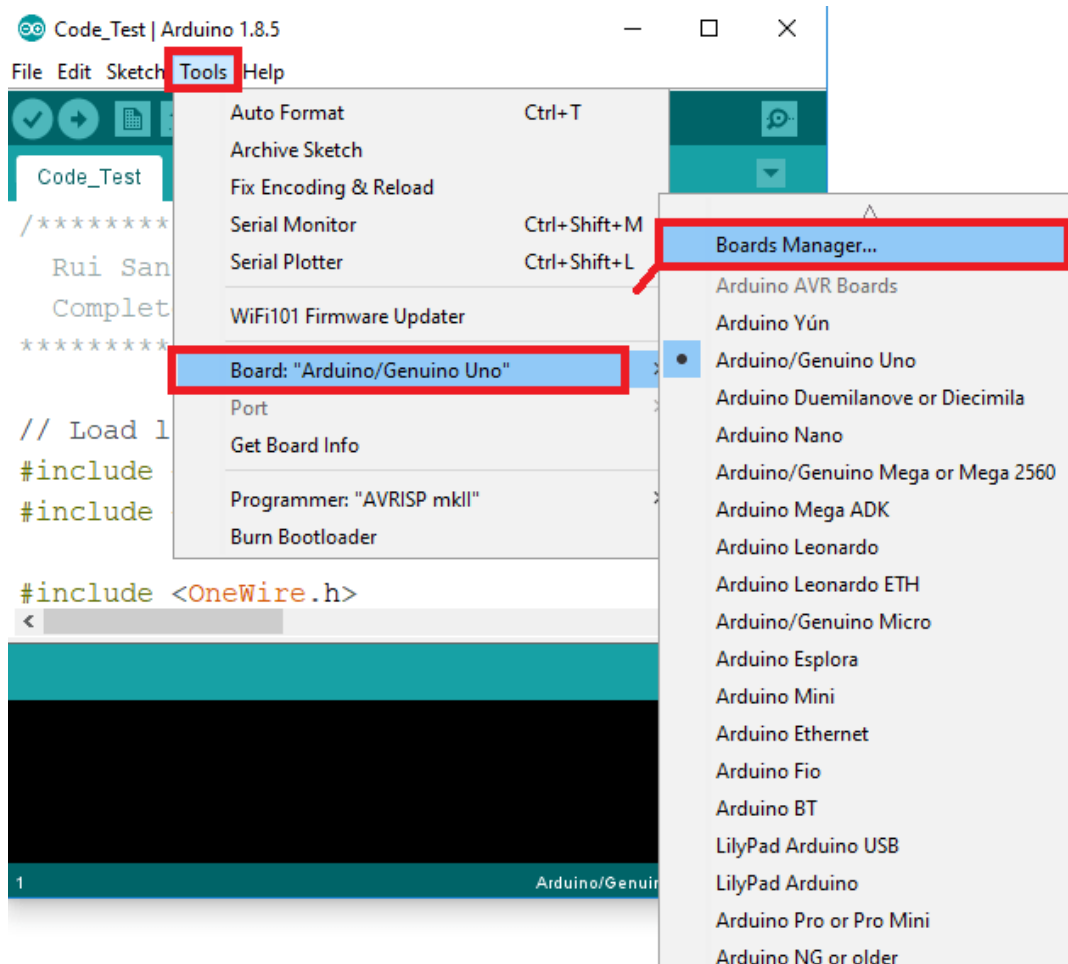 Code_Test | Arduino 1.8.5
File Edit Sketch Tools Help
Code_Test
/*********
Rui San
Complet
*********
// Load l
#include
#include
#include <OneWire.h>
1
Arduino/Genuin
Auto Format Ctrl+T
Archive Sketch
Fix Encoding & Reload
Serial Monitor Ctrl+Shift+M
Serial Plotter Ctrl+Shift+L
WiFi101 Firmware Updater
Board: "Arduino/Genuino Uno"
Port
Get Board Info
Programmer: "AVRISP mkII"
Burn Bootloader
Boards Manager...
Arduino AVR Boards
Arduino Yún
Arduino/Genuino Uno
Arduino Duemilanove or Diecimila
Arduino Nano
Arduino/Genuino Mega or Mega 2560
Arduino Mega ADK
Arduino Leonardo
Arduino Leonardo ETH
Arduino/Genuino Micro
Arduino Esplora
Arduino Mini
Arduino Ethernet
Arduino Fio
Arduino BT
LilyPad Arduino USB
LilyPad Arduino
Arduino Pro or Pro Mini
Arduino NG or older